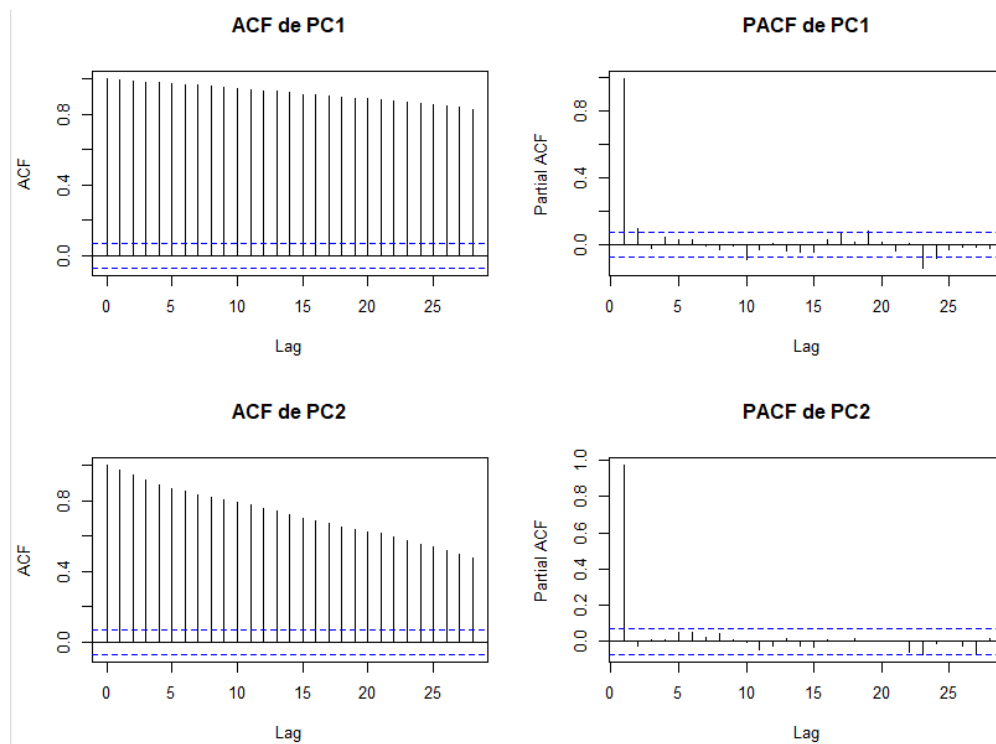 ACF de PC1
ACF
0.0 0.4 0.8
0 5 10 15 20 25
Lag
PACF de PC1
Partial ACF
0.0 0.4 0.8
0 5 10 15 20 25
Lag
ACF de PC2
ACF
0.0 0.4 0.8
0 5 10 15 20 25
Lag
PACF de PC2
Partial ACF
0.0 0.2 0.4 0.6 0.8 1.0
0 5 10 15 20 25
Lag